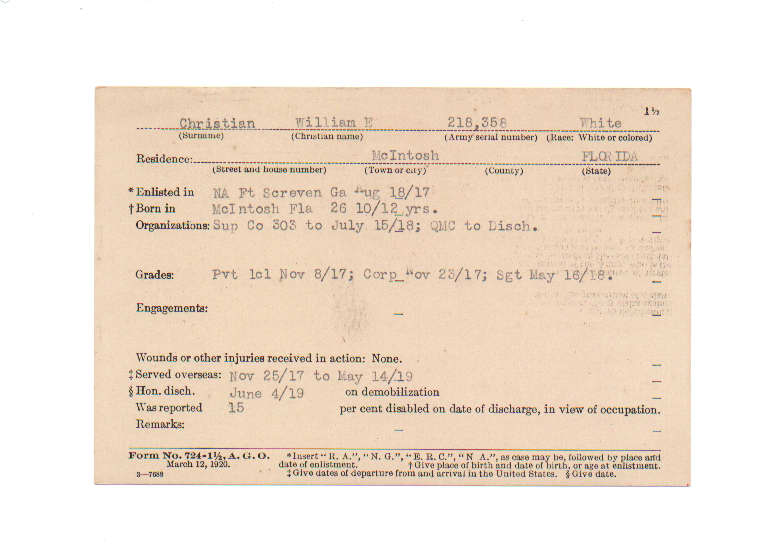 1½
Christian William E 218,358 White
(Surname) (Christian name) (Army serial number) (Race: White or colored)
Residence: McIntosh FLORIDA
(Street and house number) (Town or city) (County) (State)
*Enlisted in NA Ft Screven Ga Aug 18/17
†Born in McIntosh Fla 26 10/12 yrs.
Organizations: Sup Co 303 to July 15/18; QMC to Disch.
Grades: Pvt 1cl Nov 8/17; Corp Nov 23/17; Sgt May 16/18.
Engagements: —
Wounds or other injuries received in action: None.
‡Served overseas: Nov 25/17 to May 14/19
§Hon. disch. June 4/19 on demobilization
Was reported 15 per cent disabled on date of discharge, in view of occupation.
Remarks: —
Form No. 724-1½, A. G. O. *Insert "R. A.", "N. G.", "E. R. C.", "N A.", as case may be, followed by place and
March 12, 1920. date of enlistment. †Give place of birth and date of birth, or age at enlistment.
3—7688 ‡Give dates of departure from and arrival in the United States. §Give date.